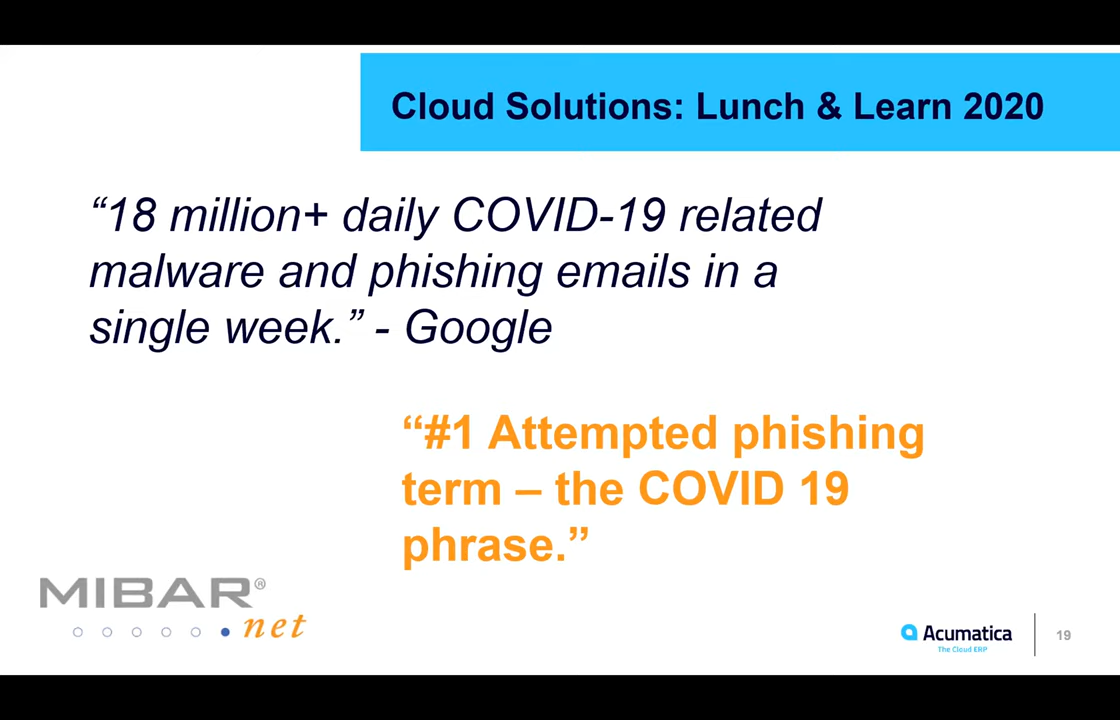 Cloud Solutions: Lunch & Learn 2020
“18 million+ daily COVID-19 related
malware and phishing emails in a
single week.” - Google
“#1 Attempted phishing
term – the COVID 19
phrase.”
MIBAR®
net
Acumatica
The Cloud ERP
19